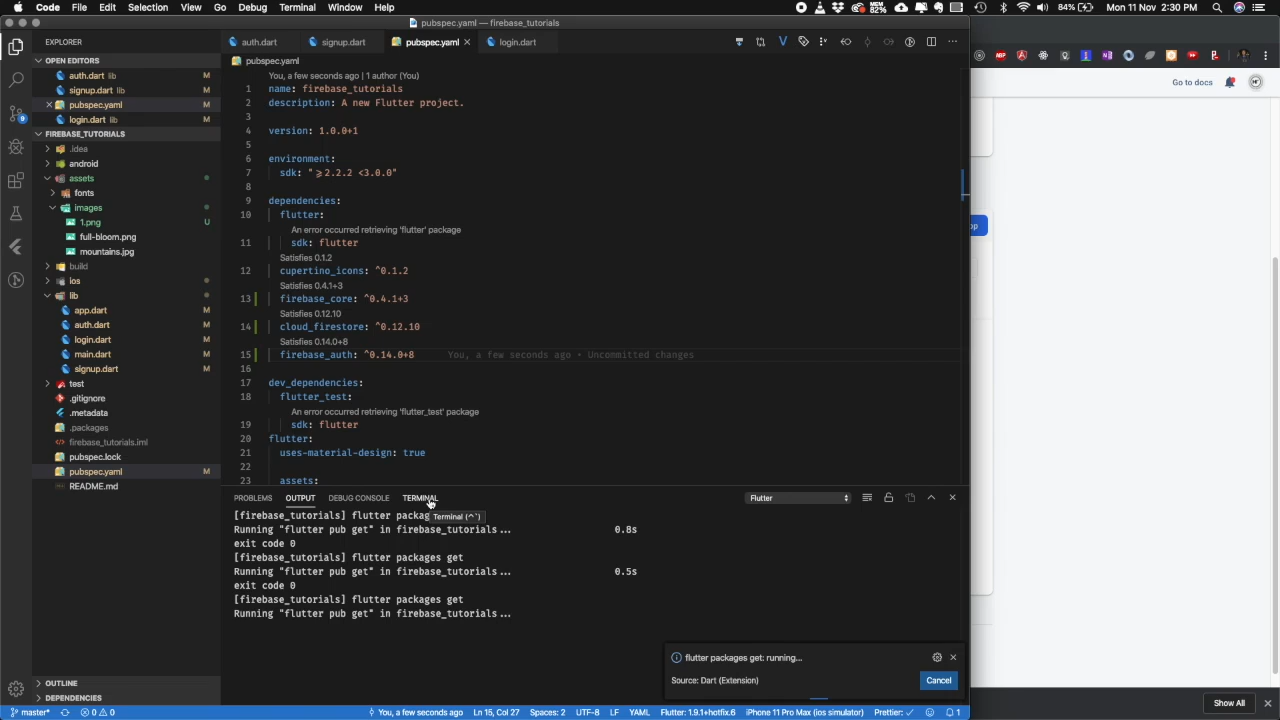 Code File Edit Selection View Go Debug Terminal Window Help
MEM 82% 84% Mon 11 Nov 2:30 PM
pubspec.yaml — firebase_tutorials
EXPLORER
auth.dart signup.dart pubspec.yaml login.dart
OPEN EDITORS
pubspec.yaml
auth.dart lib M
signup.dart lib M
pubspec.yaml M
login.dart lib M
FIREBASE_TUTORIALS
.idea
android
assets
fonts
images
1.png U
full-bloom.png
mountains.jpg
build
ios
lib
app.dart M
auth.dart M
login.dart M
main.dart M
signup.dart M
test
.gitignore
.metadata
.packages
firebase_tutorials.iml
pubspec.lock
pubspec.yaml M
README.md
OUTLINE
DEPENDENCIES
9
You, a few seconds ago | 1 author (You)
1 name: firebase_tutorials
2 description: A new Flutter project.
3
4 version: 1.0.0+1
5
6 environment:
7 sdk: ">=2.2.2 <3.0.0"
8
9 dependencies:
10 flutter:
An error occurred retrieving 'flutter' package
11 sdk: flutter
Satisfies 0.1.2
12 cupertino_icons: ^0.1.2
Satisfies 0.4.1+3
13 firebase_core: ^0.4.1+3
Satisfies 0.12.10
14 cloud_firestore: ^0.12.10
Satisfies 0.14.0+8
15 firebase_auth: ^0.14.0+8 You, a few seconds ago • Uncommitted changes
16
17 dev_dependencies:
18 flutter_test:
An error occurred retrieving 'flutter_test' package
19 sdk: flutter
20 flutter:
21 uses-material-design: true
22
23 assets:
PROBLEMS OUTPUT DEBUG CONSOLE TERMINAL Flutter
Terminal (^`)
[firebase_tutorials] flutter packag
Running "flutter pub get" in firebase_tutorials... 0.8s
exit code 0
[firebase_tutorials] flutter packages get
Running "flutter pub get" in firebase_tutorials... 0.5s
exit code 0
[firebase_tutorials] flutter packages get
Running "flutter pub get" in firebase_tutorials...
flutter packages get: running...
Source: Dart (Extension)
Cancel
master* 0 0 You, a few seconds ago Ln 15, Col 27 Spaces: 2 UTF-8 LF YAML Flutter: 1.9.1+hotfix.6 iPhone 11 Pro Max (ios simulator) Prettier: ✓ 1
ABP
Go to docs
op
Show All